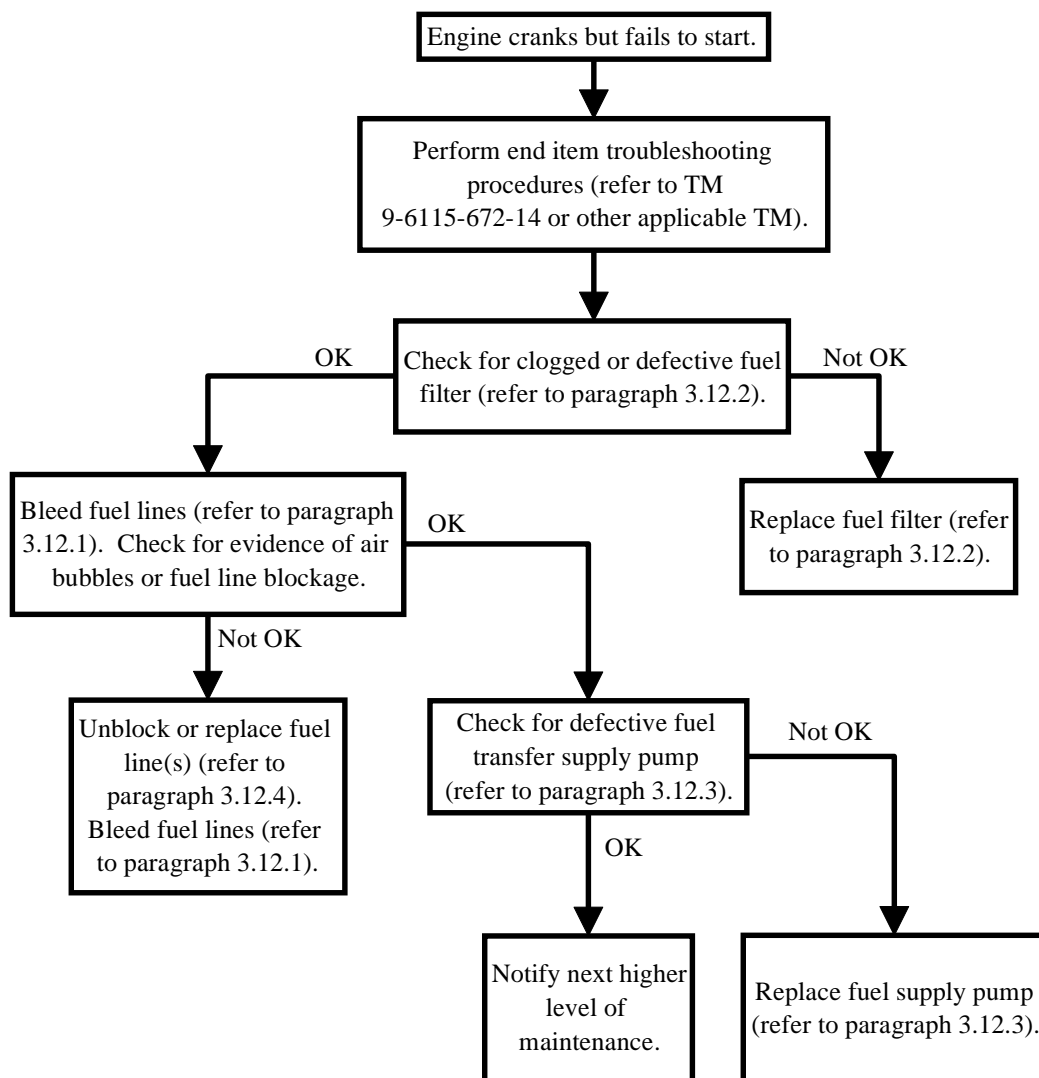 Engine cranks but fails to start.
Perform end item troubleshooting
procedures (refer to TM
9-6115-672-14 or other applicable TM).
OK
Check for clogged or defective fuel
filter (refer to paragraph 3.12.2).
Not OK
Bleed fuel lines (refer to paragraph
3.12.1).  Check for evidence of air
bubbles or fuel line blockage.
OK
Replace fuel filter (refer
to paragraph 3.12.2).
Not OK
Unblock or replace fuel
line(s) (refer to
paragraph 3.12.4).
Bleed fuel lines (refer
to paragraph 3.12.1).
Check for defective fuel
transfer supply pump
(refer to paragraph 3.12.3).
Not OK
OK
Notify next higher
level of
maintenance.
Replace fuel supply pump
(refer to paragraph 3.12.3).